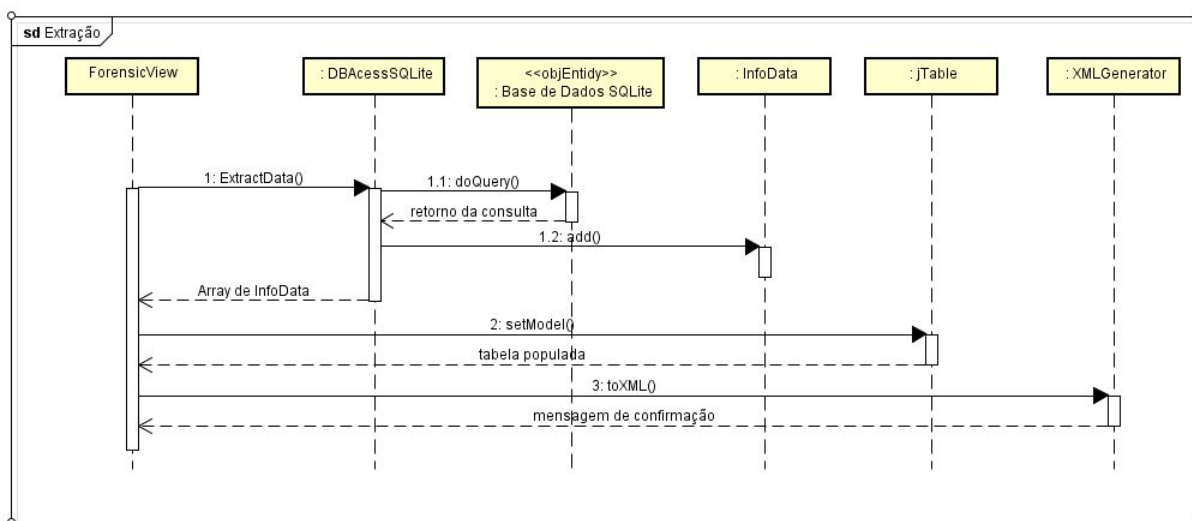 sd Extração
ForensicView
: DBAcessSQLite
<<objEntidy>>
: Base de Dados SQLite
: InfoData
: jTable
: XMLGenerator
1: ExtractData()
1.1: doQuery()
retorno da consulta
1.2: add()
Array de InfoData
2: setModel()
tabela populada
3: toXML()
mensagem de confirmação